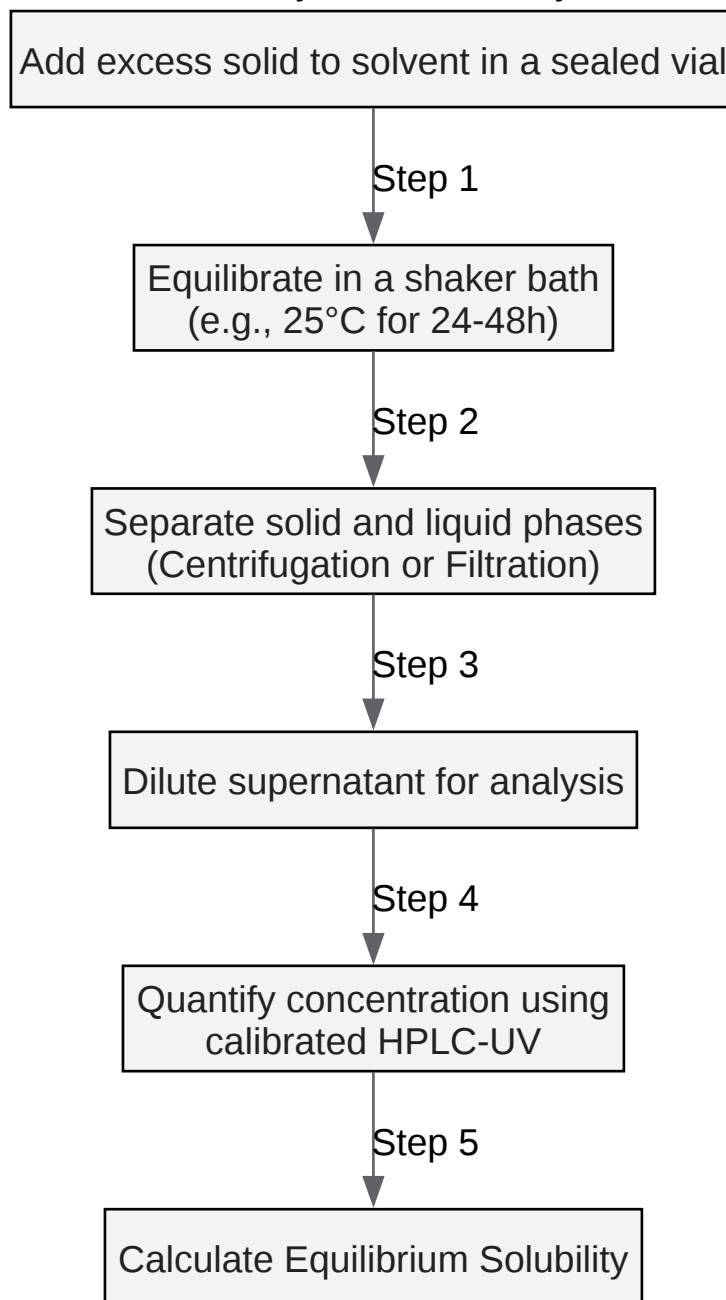 Add excess solid to solvent in a sealed vial
Step 1
Equilibrate in a shaker bath
(e.g., 25°C for 24-48h)
Step 2
Separate solid and liquid phases
(Centrifugation or Filtration)
Step 3
Dilute supernatant for analysis
Step 4
Quantify concentration using
calibrated HPLC-UV
Step 5
Calculate Equilibrium Solubility